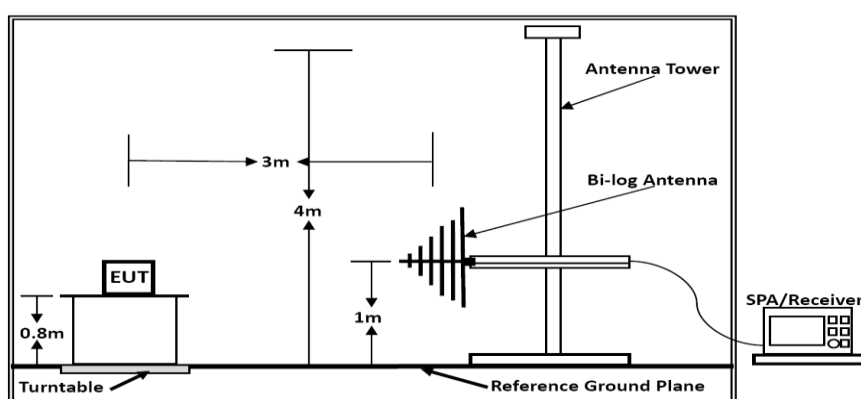 Antenna Tower
3m
Bi-log Antenna
4m
EUT
SPA/Receiver
0.8m
1m
Turntable
Reference Ground Plane